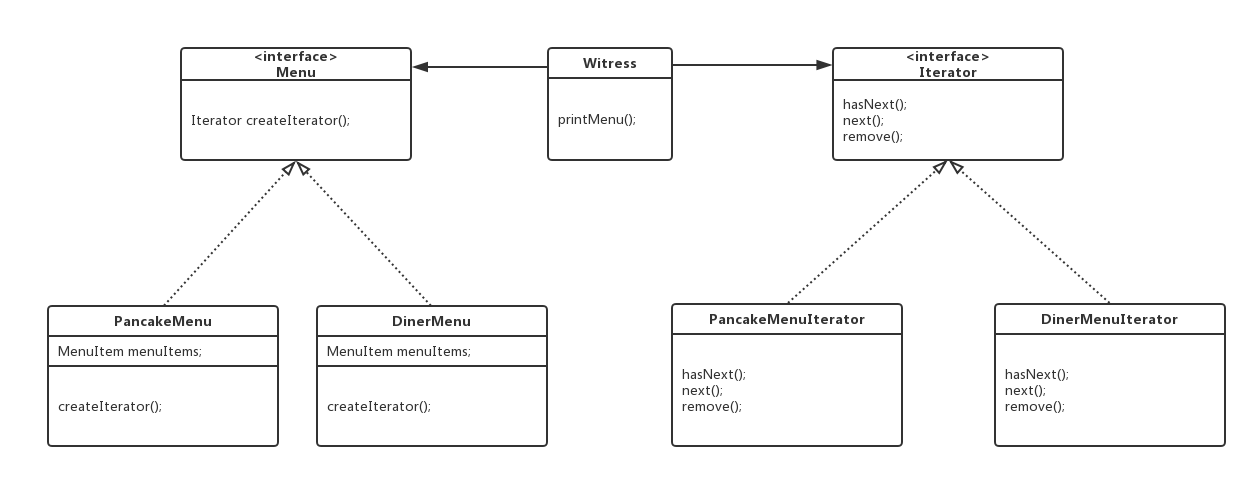 <interface>
Menu
Iterator createIterator();
Witress
printMenu();
<interface>
Iterator
hasNext();
next();
remove();
PancakeMenu
MenuItem menuItems;
createIterator();
DinerMenu
MenuItem menuItems;
createIterator();
PancakeMenuIterator
hasNext();
next();
remove();
DinerMenuIterator
hasNext();
next();
remove();